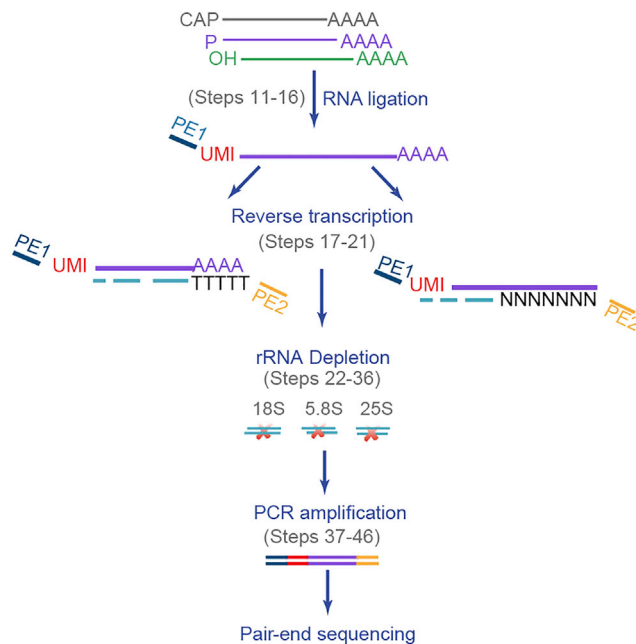 CAP AAAA
P AAAA
OH AAAA
(Steps 11-16) RNA ligation
PE1
UMI AAAA
Reverse transcription
(Steps 17-21)
PE1
UMI AAAA
TTTTT
PE2
PE1
UMI
NNNNNNN
PE2
rRNA Depletion
(Steps 22-36)
18S 5.8S 25S
PCR amplification
(Steps 37-46)
Pair-end sequencing